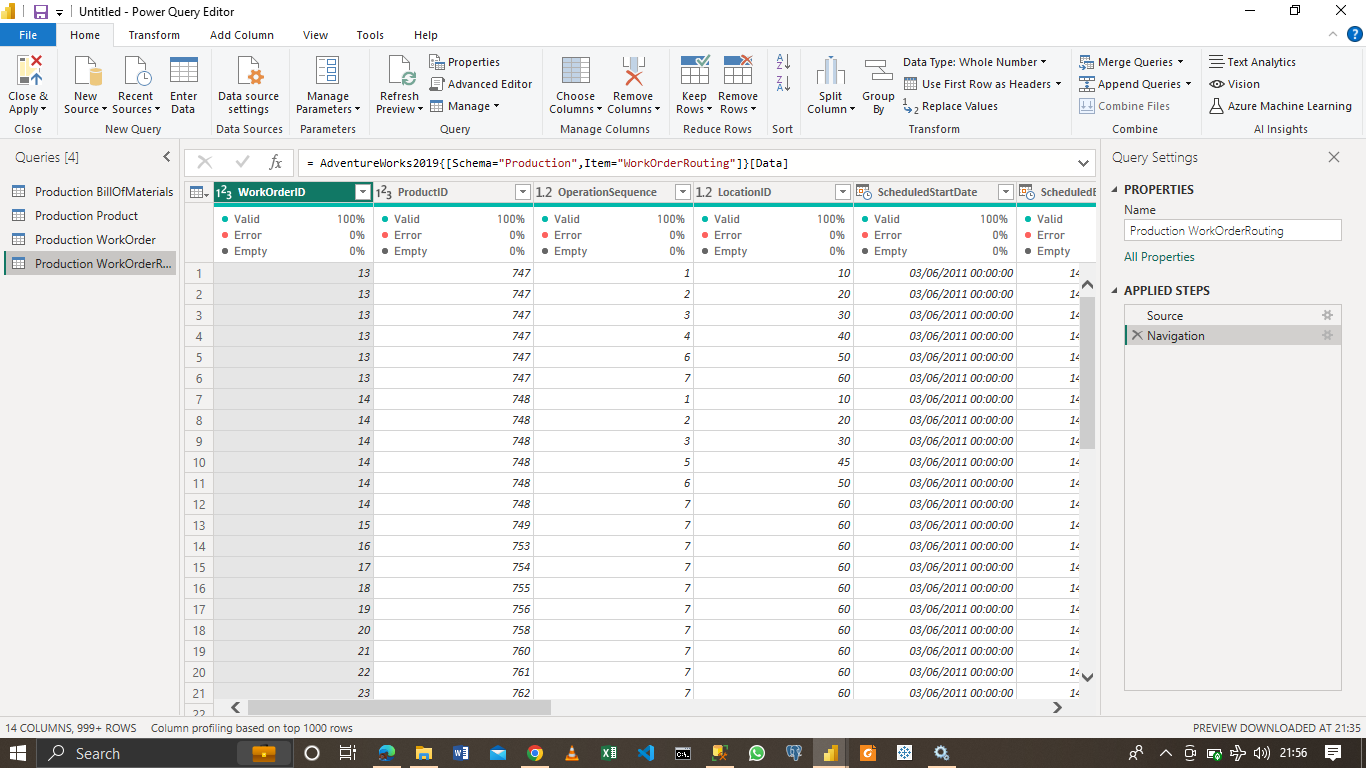 Untitled - Power Query Editor
File Home Transform Add Column View Tools Help
Close & Apply
Close
New Source
Recent Sources
Enter Data
New Query
Data source settings
Data Sources
Manage Parameters
Parameters
Refresh Preview
Properties
Advanced Editor
Manage
Query
Choose Columns
Remove Columns
Manage Columns
Keep Rows
Remove Rows
Reduce Rows
Sort
Split Column
Group By
Data Type: Whole Number
Use First Row as Headers
Replace Values
Transform
Merge Queries
Append Queries
Combine Files
Combine
Text Analytics
Vision
Azure Machine Learning
AI Insights
Queries [4]
Production BillOfMaterials
Production Product
Production WorkOrder
Production WorkOrderR...
= AdventureWorks2019{[Schema="Production",Item="WorkOrderRouting"]}[Data]
WorkOrderID ProductID OperationSequence LocationID ScheduledStartDate ScheduledE
Valid 100% Valid 100% Valid 100% Valid 100% Valid 100% Valid
Error 0% Error 0% Error 0% Error 0% Error 0% Error
Empty 0% Empty 0% Empty 0% Empty 0% Empty 0% Empty
1 13 747 1 10 03/06/2011 00:00:00 14
2 13 747 2 20 03/06/2011 00:00:00 14
3 13 747 3 30 03/06/2011 00:00:00 14
4 13 747 4 40 03/06/2011 00:00:00 14
5 13 747 6 50 03/06/2011 00:00:00 14
6 13 747 7 60 03/06/2011 00:00:00 14
7 14 748 1 10 03/06/2011 00:00:00 14
8 14 748 2 20 03/06/2011 00:00:00 14
9 14 748 3 30 03/06/2011 00:00:00 14
10 14 748 5 45 03/06/2011 00:00:00 14
11 14 748 6 50 03/06/2011 00:00:00 14
12 14 748 7 60 03/06/2011 00:00:00 14
13 15 749 7 60 03/06/2011 00:00:00 14
14 16 753 7 60 03/06/2011 00:00:00 14
15 17 754 7 60 03/06/2011 00:00:00 14
16 18 755 7 60 03/06/2011 00:00:00 14
17 19 756 7 60 03/06/2011 00:00:00 14
18 20 758 7 60 03/06/2011 00:00:00 14
19 21 760 7 60 03/06/2011 00:00:00 14
20 22 761 7 60 03/06/2011 00:00:00 14
21 23 762 7 60 03/06/2011 00:00:00 14
22
Query Settings
PROPERTIES
Name
Production WorkOrderRouting
All Properties
APPLIED STEPS
Source
Navigation
14 COLUMNS, 999+ ROWS Column profiling based on top 1000 rows PREVIEW DOWNLOADED AT 21:35
Search 21:56